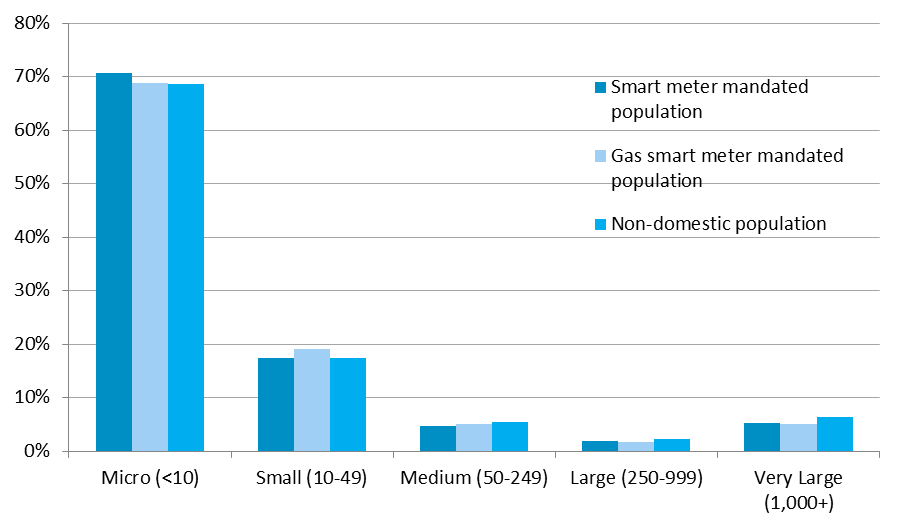 80%
70%
60%
50%
40%
30%
20%
10%
0%
Smart meter mandated
population
Gas smart meter mandated
population
Non-domestic population
Micro (<10)
Small (10-49)
Medium (50-249)
Large (250-999)
Very Large
(1,000+)